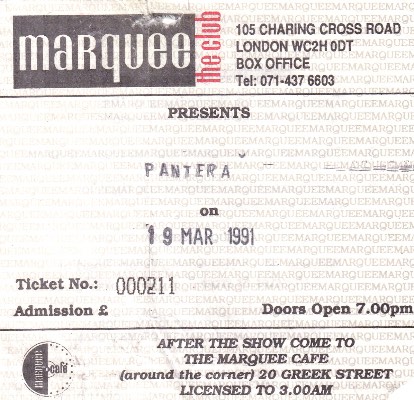 marquee
the club
105 CHARING CROSS ROAD
LONDON WC2H 0DT
BOX OFFICE
Tel: 071-437 6603
PRESENTS
PANTERA
on
19 MAR 1991
Ticket No.: 000211
Admission £
Doors Open 7.00pm
marquee
café
AFTER THE SHOW COME TO
THE MARQUEE CAFE
(around the corner) 20 GREEK STREET
LICENSED TO 3.00AM